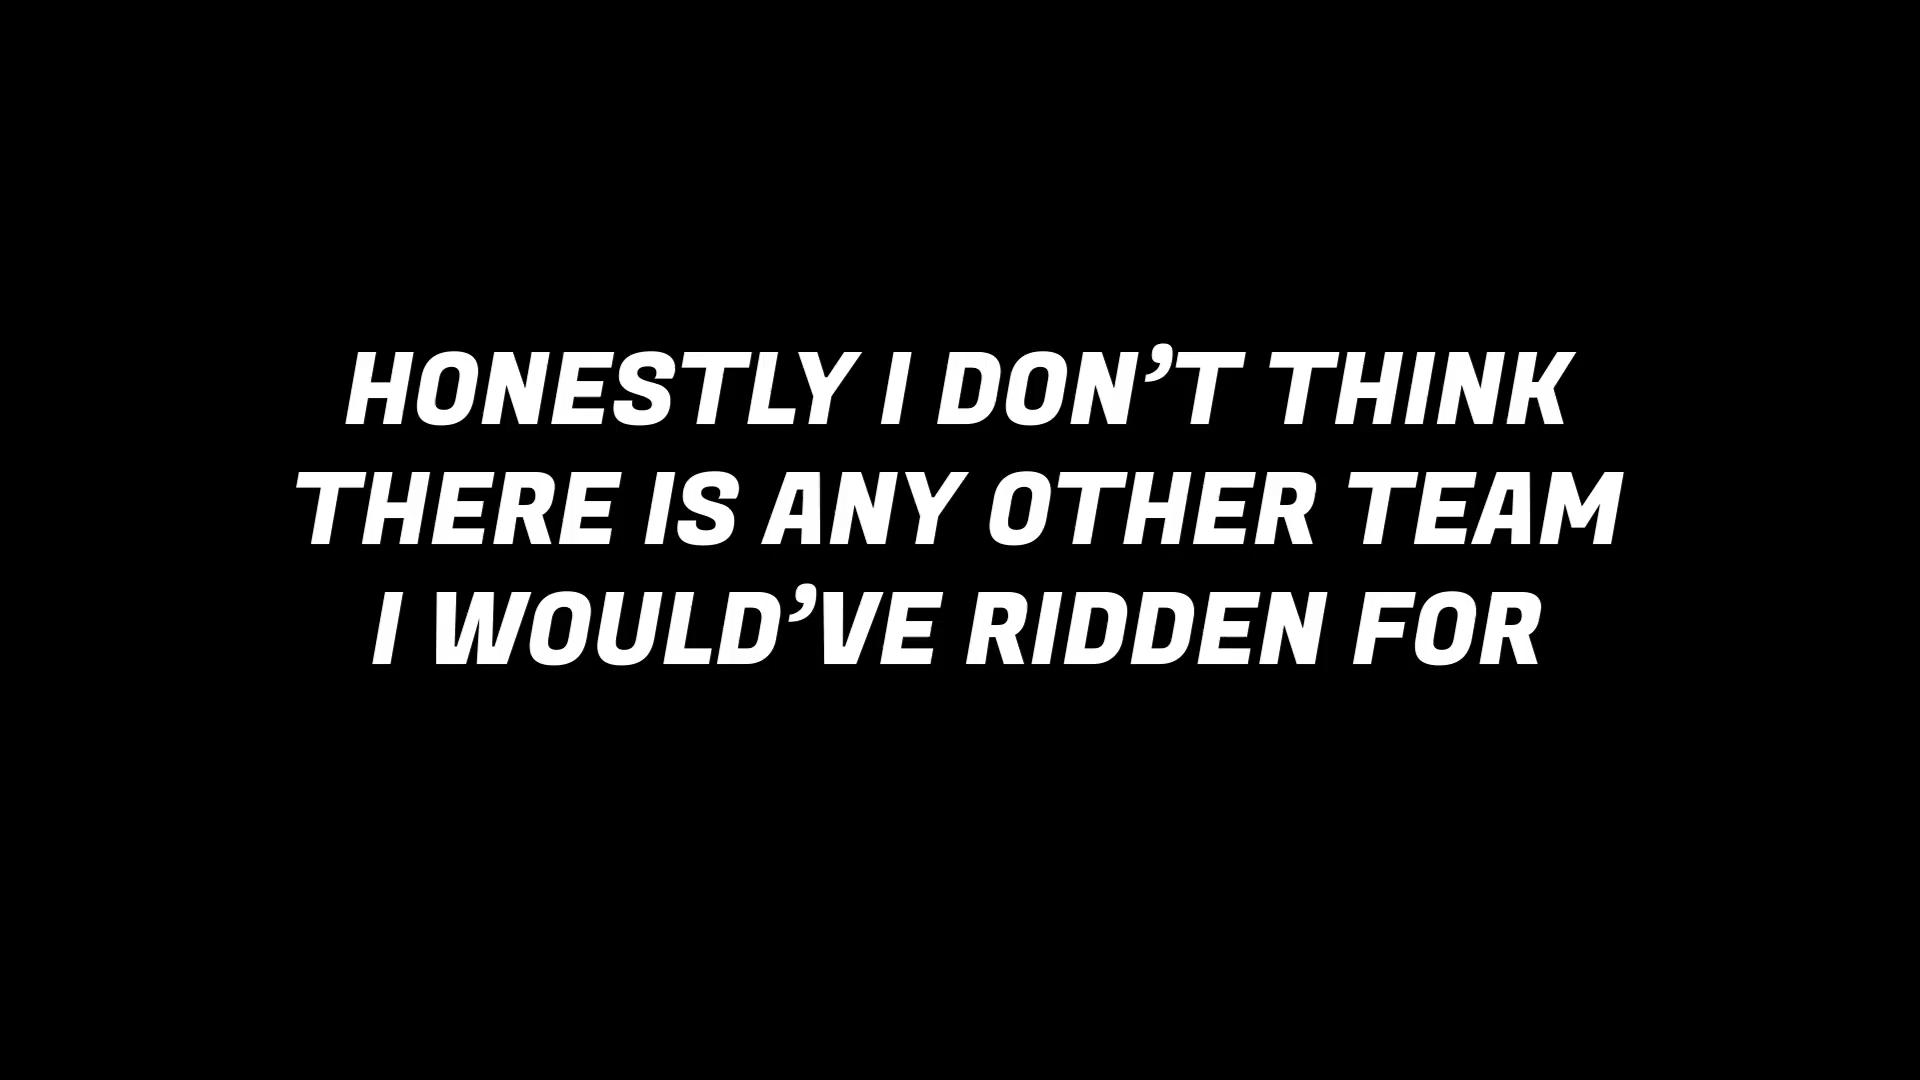 HONESTLY I DON’T THINK
THERE IS ANY OTHER TEAM
I WOULD’VE RIDDEN FOR